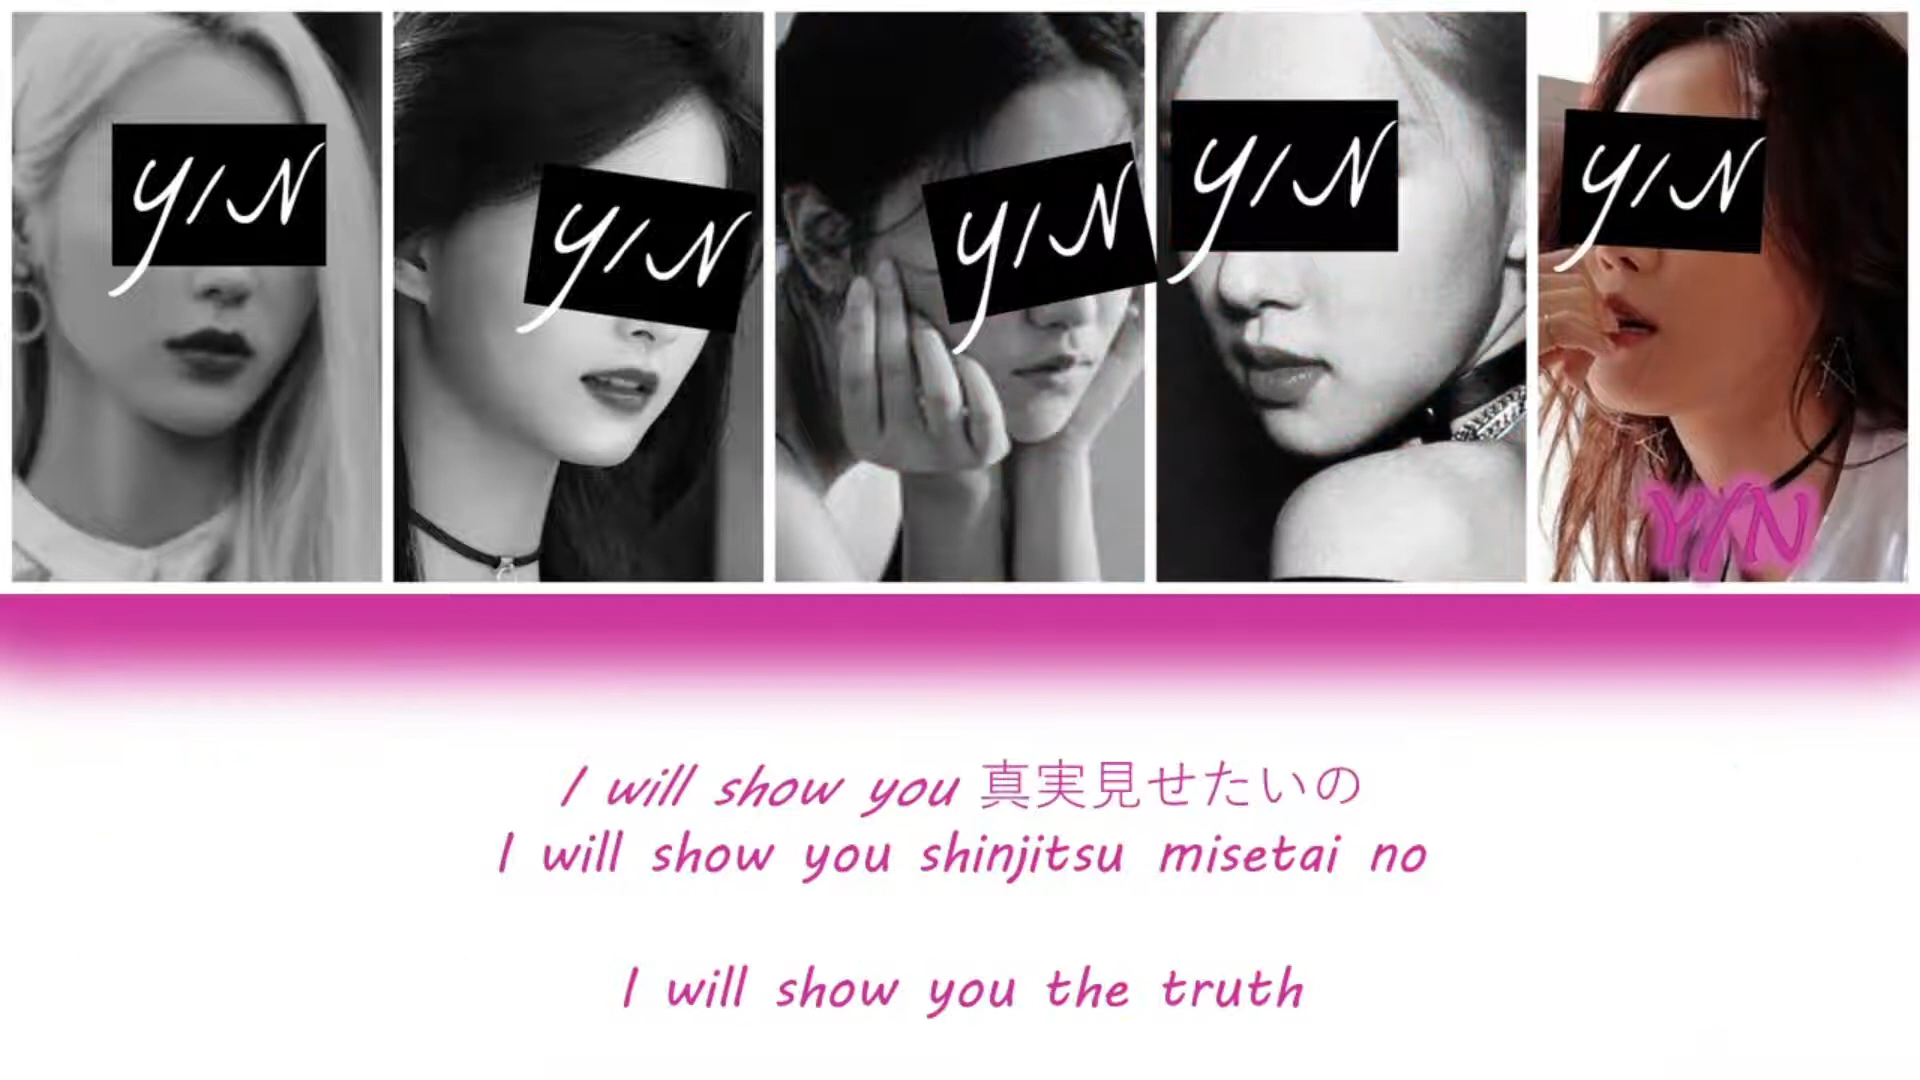 Y/N
Y/N
Y/N
Y/N
Y/N
Y/N
I will show you 真実見せたいの
I will show you shinjitsu misetai no
I will show you the truth